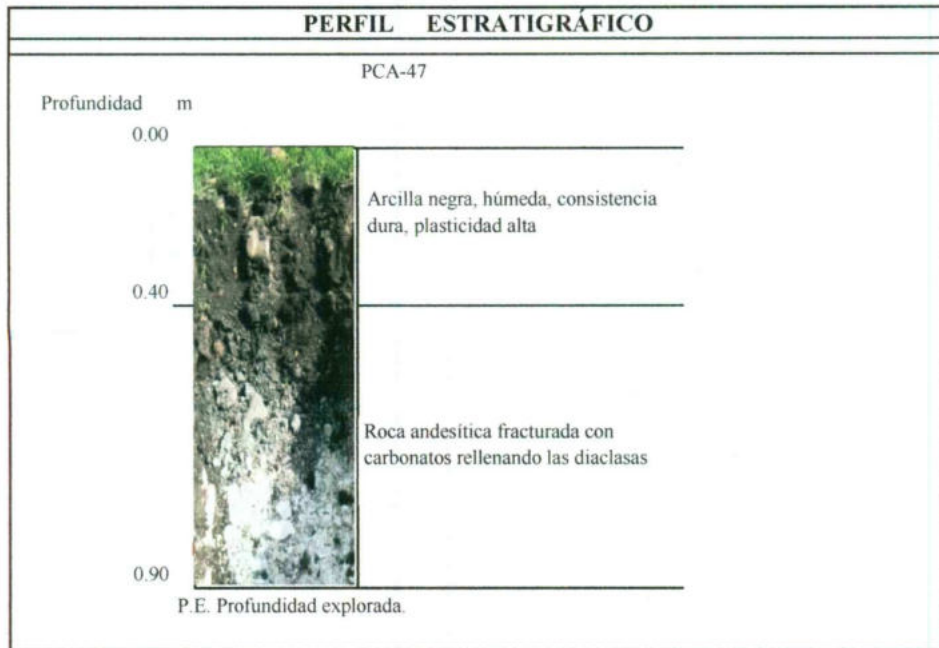 PERFIL ESTRATIGRÁFICO
PCA-47
Profundidad m
0.00
Arcilla negra, húmeda, consistencia
dura, plasticidad alta
0.40
Roca andesítica fracturada con
carbonatos rellenando las diaclasas
0.90
P.E. Profundidad explorada.